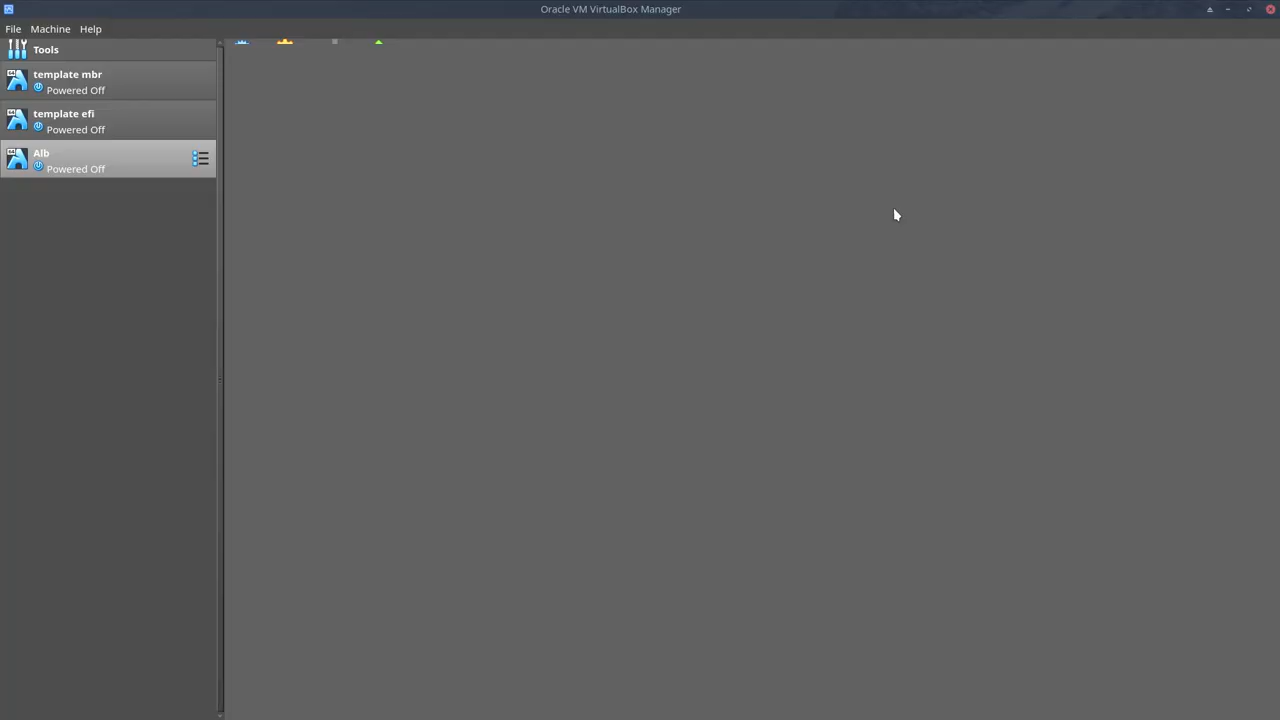 Oracle VM VirtualBox Manager
File Machine Help
Tools
template mbr
Powered Off
template efi
Powered Off
Alb
Powered Off